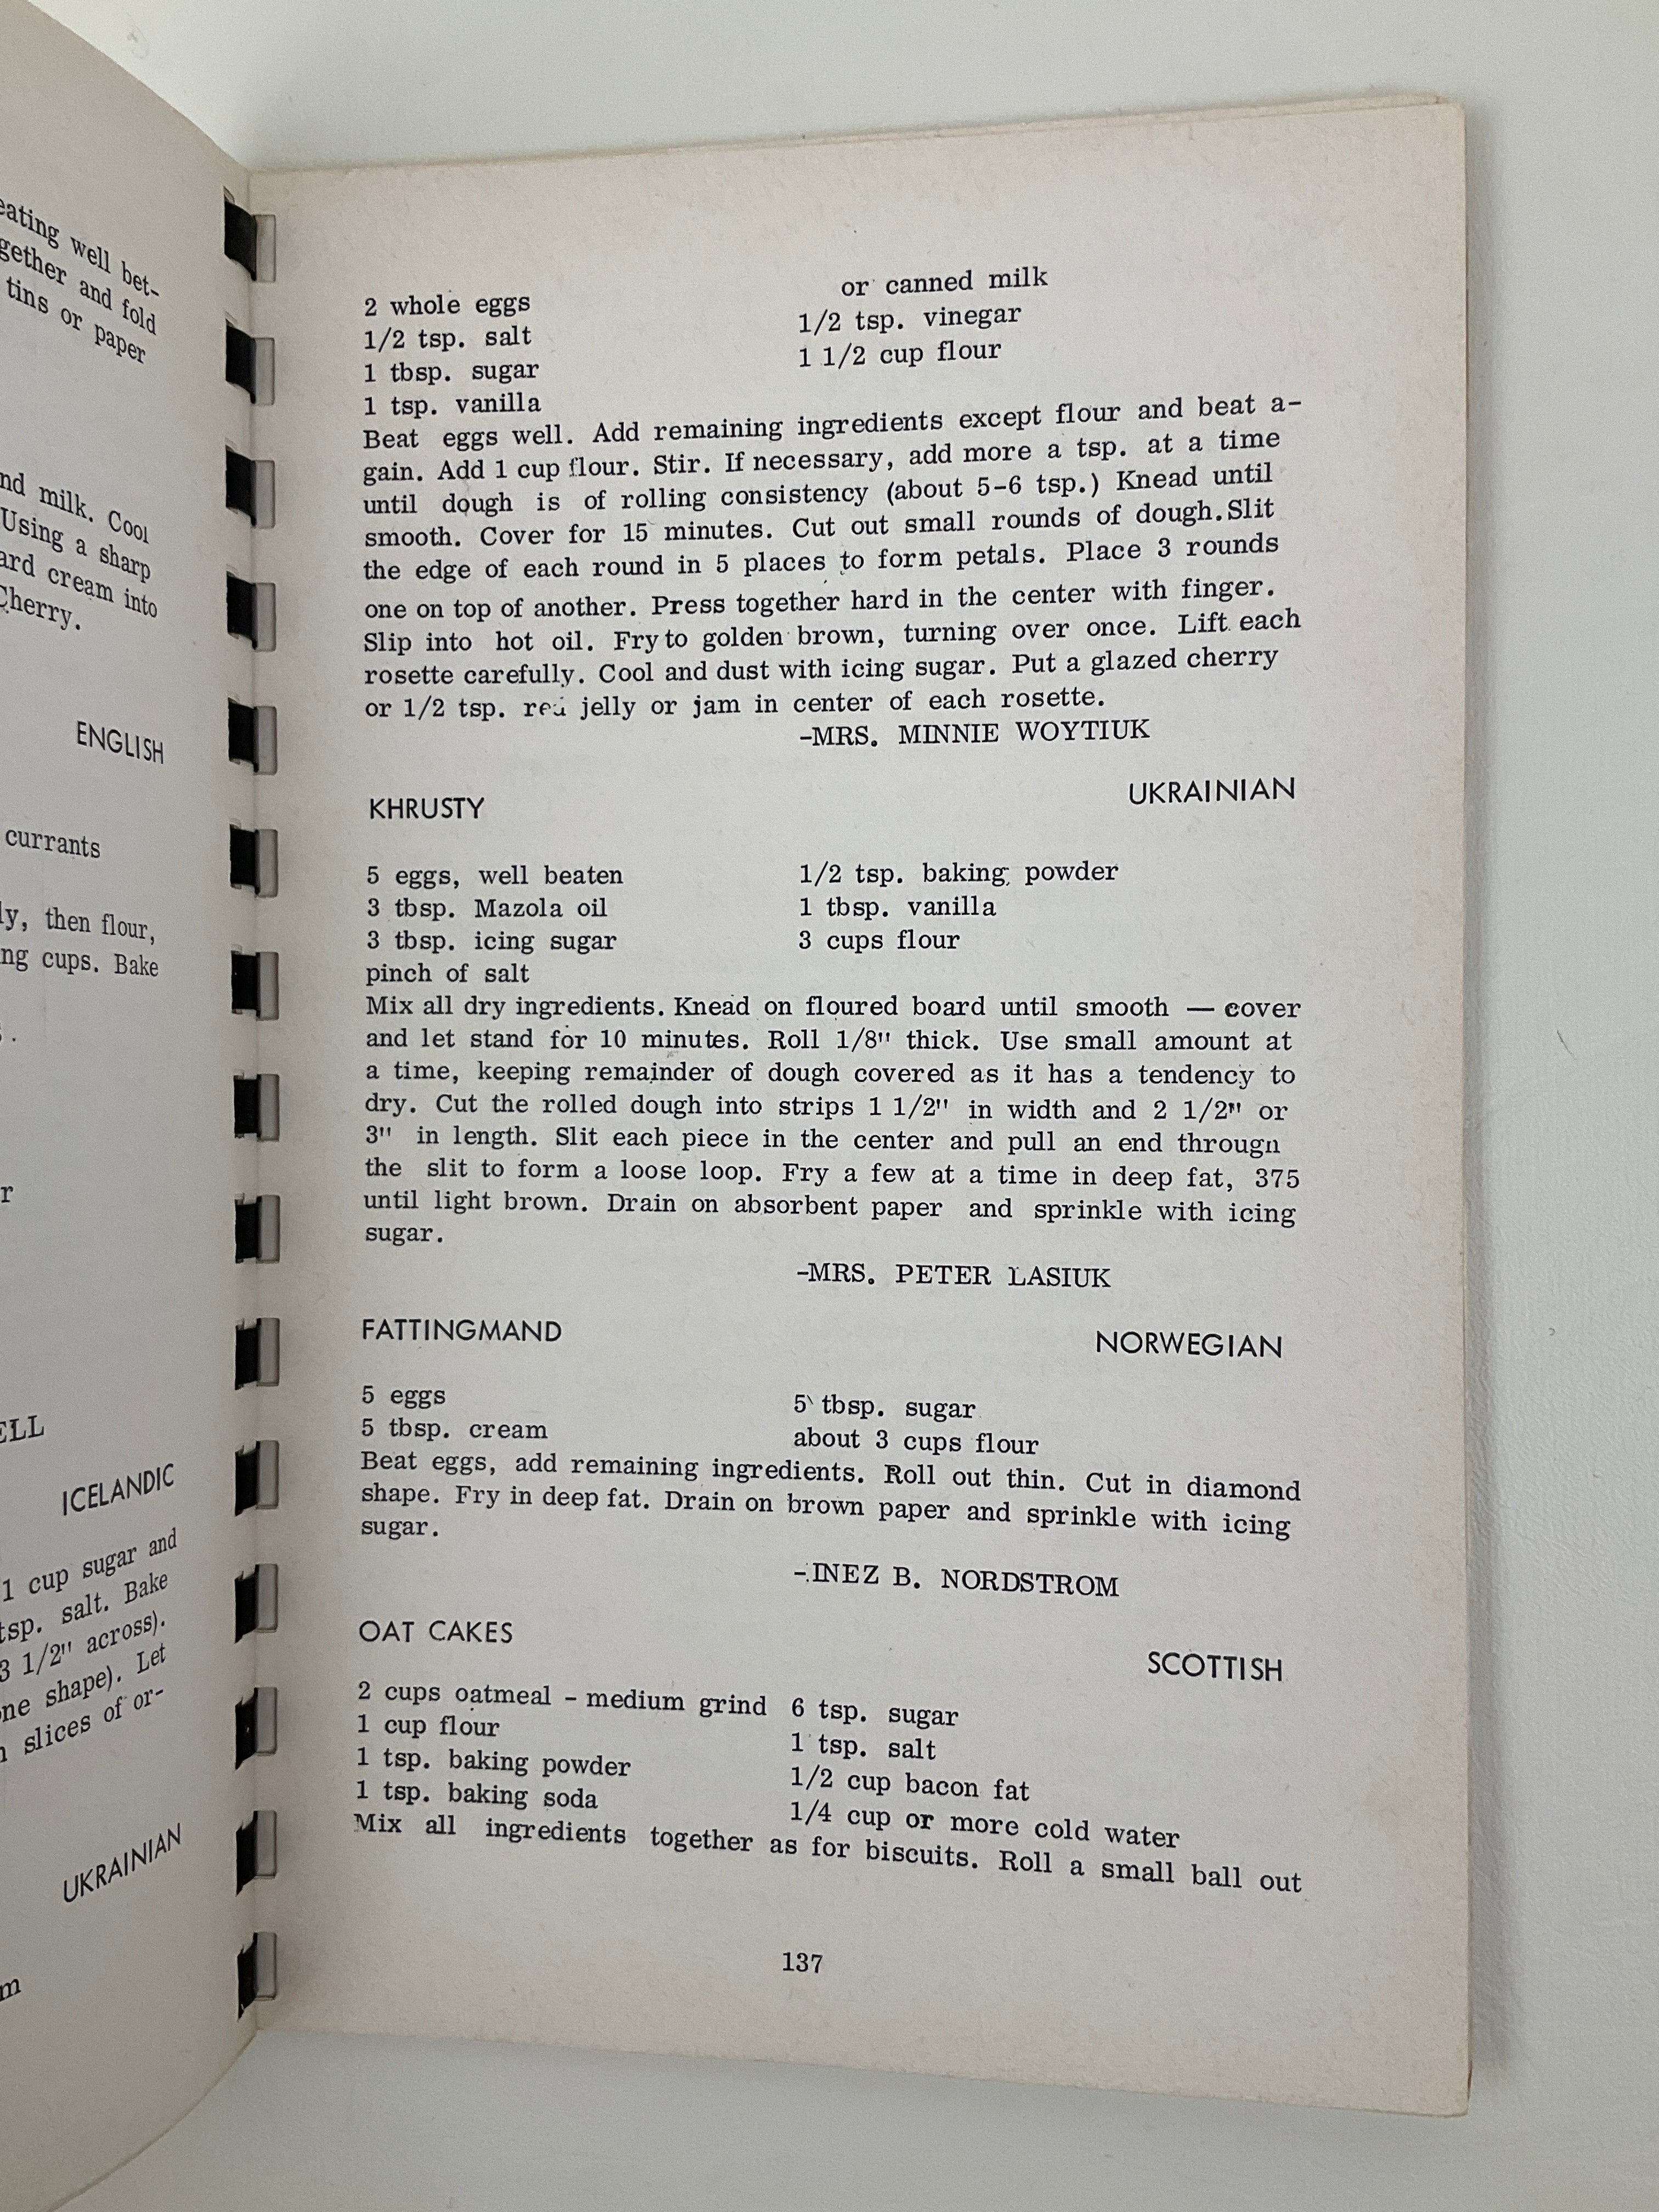 eating well bet-
gether and fold
tins or paper
nd milk. Cool
Using a sharp
ard cream into
Cherry.
ENGLISH
currants
ly, then flour,
ng cups. Bake
r
ELL
ICELANDIC
1 cup sugar and
tsp. salt. Bake
3 1/2" across).
ne shape). Let
slices of or-
UKRAINIAN
m
2 whole eggs
1/2 tsp. salt
1 tbsp. sugar
1 tsp. vanilla
or canned milk
1/2 tsp. vinegar
1 1/2 cup flour
Beat eggs well. Add remaining ingredients except flour and beat a-
gain. Add 1 cup flour. Stir. If necessary, add more a tsp. at a time
until dough is of rolling consistency (about 5-6 tsp.) Knead until
smooth. Cover for 15 minutes. Cut out small rounds of dough. Slit
the edge of each round in 5 places to form petals. Place 3 rounds
one on top of another. Press together hard in the center with finger.
Slip into hot oil. Fry to golden brown, turning over once. Lift each
rosette carefully. Cool and dust with icing sugar. Put a glazed cherry
or 1/2 tsp. red jelly or jam in center of each rosette.
-MRS. MINNIE WOYTIUK
KHRUSTY
UKRAINIAN
5 eggs, well beaten
3 tbsp. Mazola oil
3 tbsp. icing sugar
pinch of salt
1/2 tsp. baking powder
1 tbsp. vanilla
3 cups flour
Mix all dry ingredients. Knead on floured board until smooth — cover
and let stand for 10 minutes. Roll 1/8" thick. Use small amount at
a time, keeping remainder of dough covered as it has a tendency to
dry. Cut the rolled dough into strips 1 1/2" in width and 2 1/2" or
3" in length. Slit each piece in the center and pull an end through
the slit to form a loose loop. Fry a few at a time in deep fat, 375
until light brown. Drain on absorbent paper and sprinkle with icing
sugar.
-MRS. PETER LASIUK
FATTINGMAND
NORWEGIAN
5 eggs
5 tbsp. cream
5 tbsp. sugar
about 3 cups flour
Beat eggs, add remaining ingredients. Roll out thin. Cut in diamond
shape. Fry in deep fat. Drain on brown paper and sprinkle with icing
sugar.
-INEZ B. NORDSTROM
OAT CAKES
SCOTTISH
2 cups oatmeal - medium grind
1 cup flour
1 tsp. baking powder
1 tsp. baking soda
6 tsp. sugar
1 tsp. salt
1/2 cup bacon fat
1/4 cup or more cold water
Mix all ingredients together as for biscuits. Roll a small ball out
137